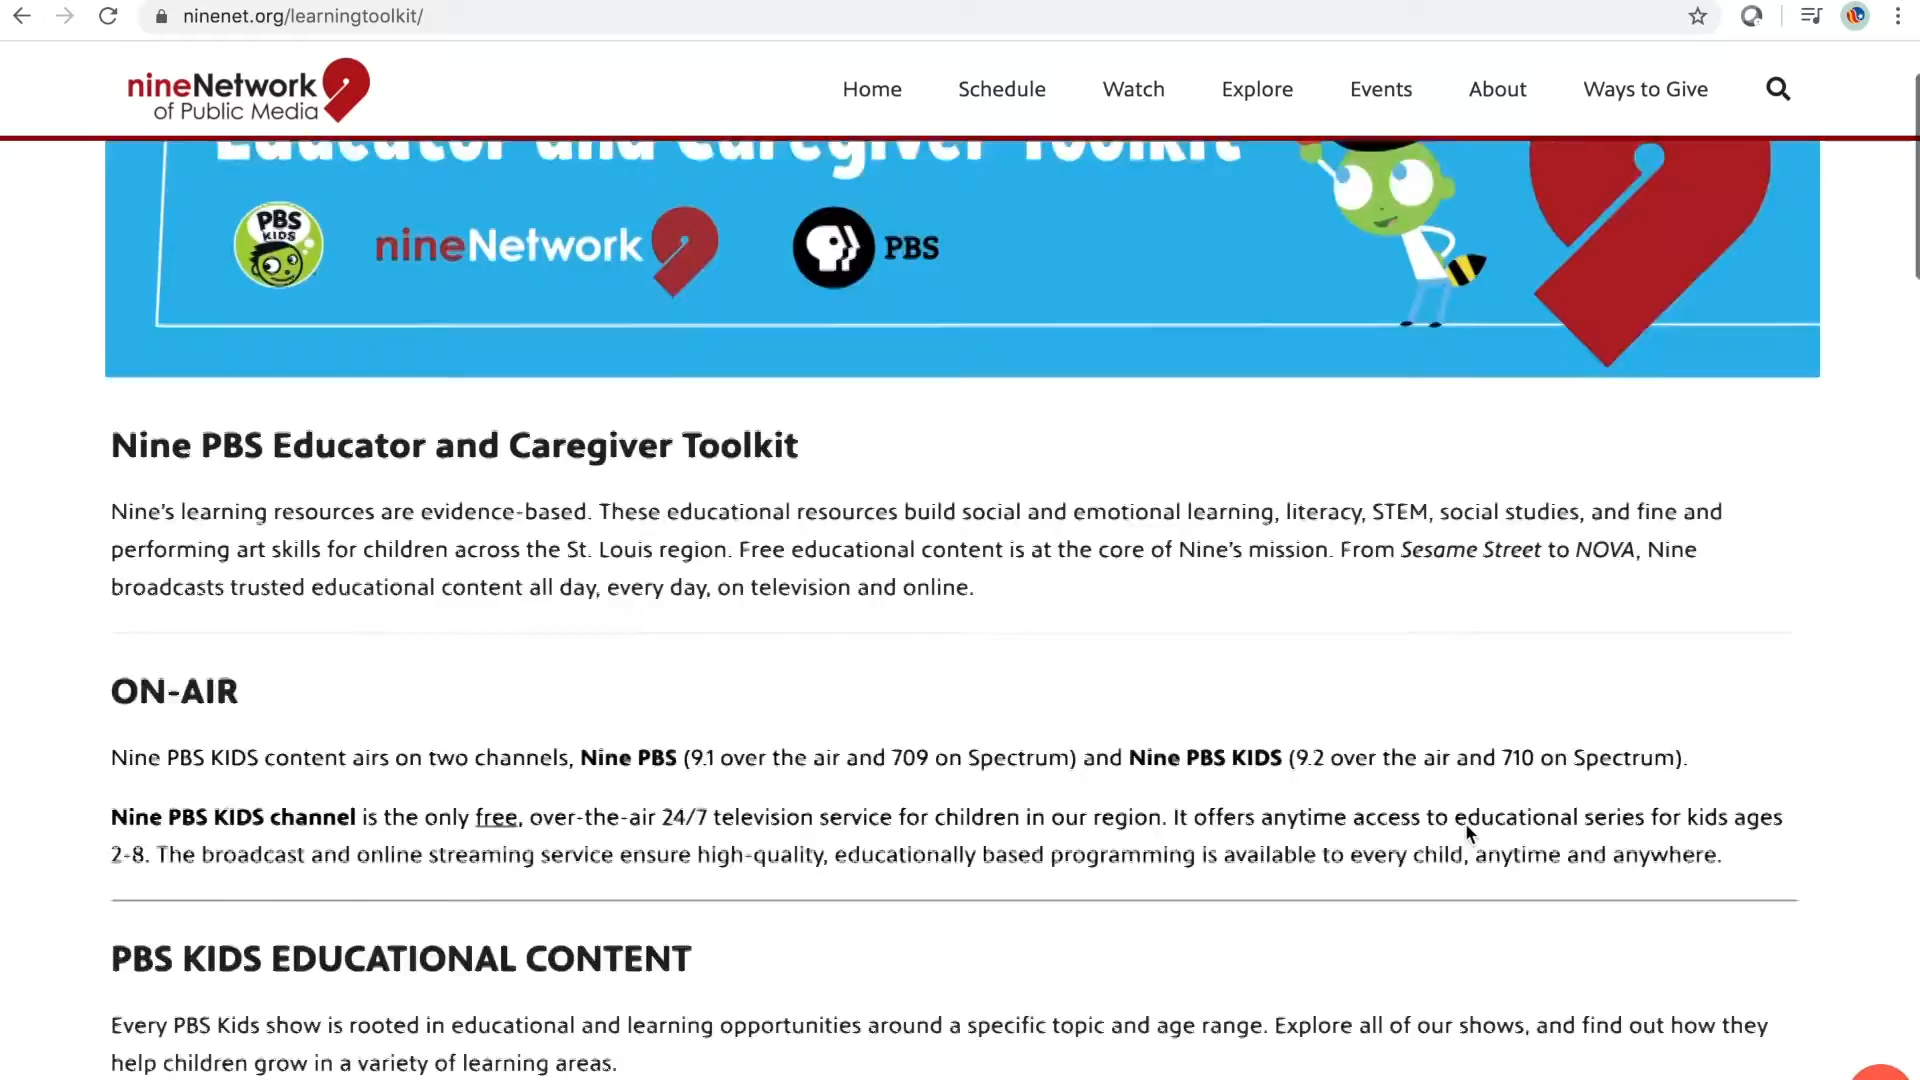 ninenet.org/learningtoolkit/
nineNetwork
of Public Media
Home Schedule Watch Explore Events About Ways to Give
Educator and Caregiver Toolkit
PBS
KIDS
nineNetwork
PBS
Nine PBS Educator and Caregiver Toolkit
Nine's learning resources are evidence-based. These educational resources build social and emotional learning, literacy, STEM, social studies, and fine and
performing art skills for children across the St. Louis region. Free educational content is at the core of Nine's mission. From Sesame Street to NOVA, Nine
broadcasts trusted educational content all day, every day, on television and online.
ON-AIR
Nine PBS KIDS content airs on two channels, Nine PBS (9.1 over the air and 709 on Spectrum) and Nine PBS KIDS (9.2 over the air and 710 on Spectrum).
Nine PBS KIDS channel is the only free, over-the-air 24/7 television service for children in our region. It offers anytime access to educational series for kids ages
2-8. The broadcast and online streaming service ensure high-quality, educationally based programming is available to every child, anytime and anywhere.
PBS KIDS EDUCATIONAL CONTENT
Every PBS Kids show is rooted in educational and learning opportunities around a specific topic and age range. Explore all of our shows, and find out how they
help children grow in a variety of learning areas.